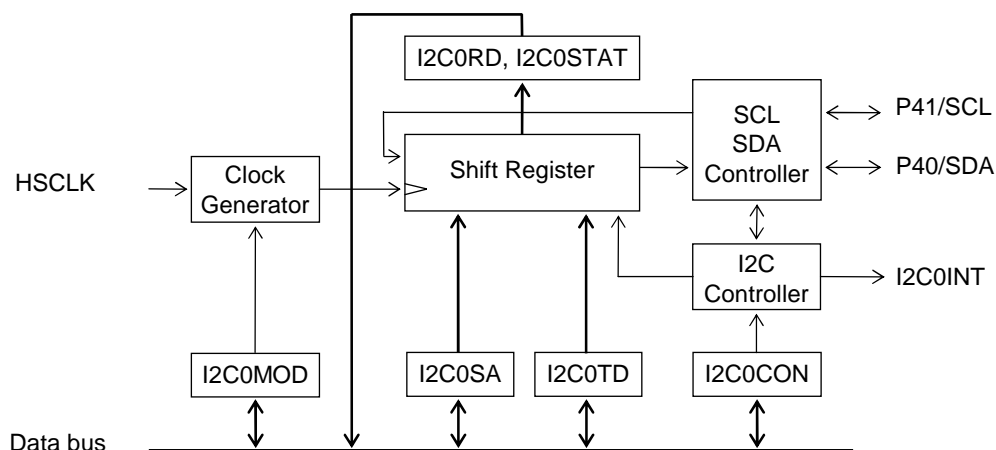 I2C0RD, I2C0STAT
SCL
SDA
Controller
P41/SCL
P40/SDA
HSCLK
Clock
Generator
Shift Register
I2C
Controller
I2C0INT
I2C0MOD
I2C0SA
I2C0TD
I2C0CON
Data bus